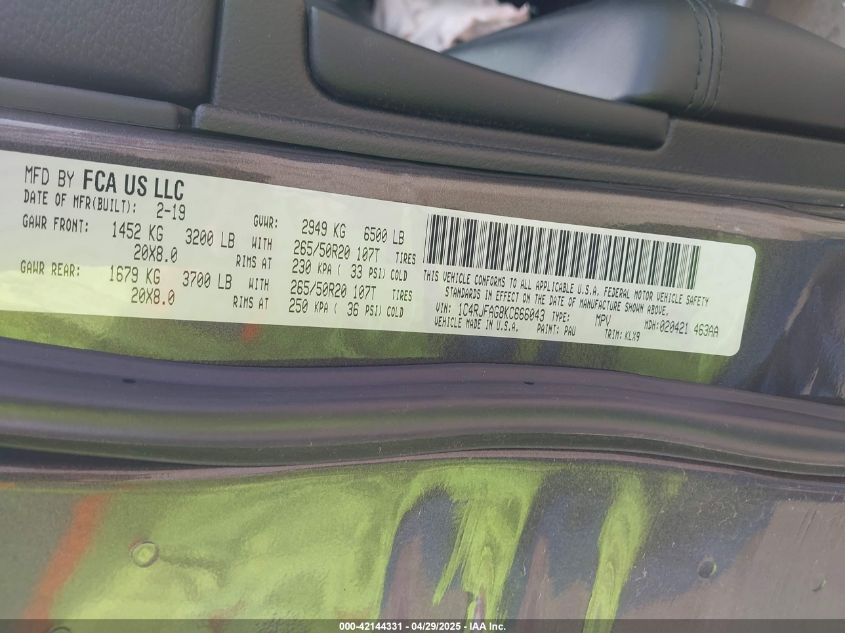 MFD BY FCA US LLC
DATE OF MFR(BUILT): 2-19 GVWR: 2949 KG 6500 LB
GAWR FRONT: 1452 KG 3200 LB WITH 265/50R20 107T TIRES
20X8.0 RIMS AT 230 KPA ( 33 PSI) COLD
GAWR REAR: 1679 KG 3700 LB WITH 265/50R20 107T TIRES
20X8.0 RIMS AT 250 KPA ( 36 PSI) COLD
THIS VEHICLE CONFORMS TO ALL APPLICABLE U.S.A. FEDERAL MOTOR VEHICLE SAFETY
STANDARDS IN EFFECT ON THE DATE OF MANUFACTURE SHOWN ABOVE.
VIN: 1C4RJFAG8KC666043 TYPE: MPV MDH:020421 463AA
VEHICLE MADE IN U.S.A. PAINT: PAU TRIM: KLX9
000-42144331 - 04/29/2025 - IAA Inc.